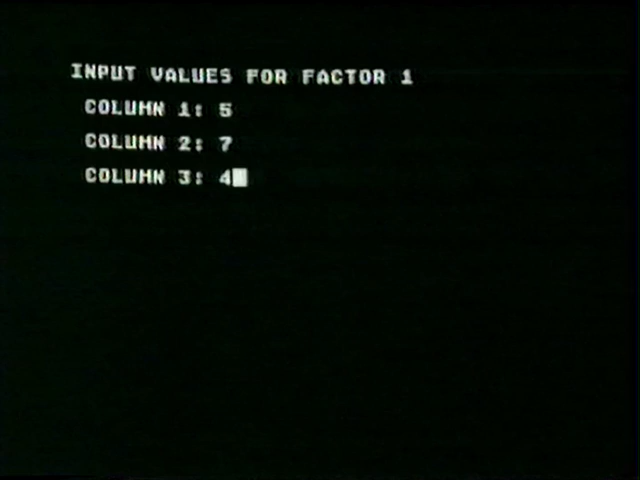 INPUT VALUES FOR FACTOR 1
COLUMN 1: 5
COLUMN 2: 7
COLUMN 3: 4